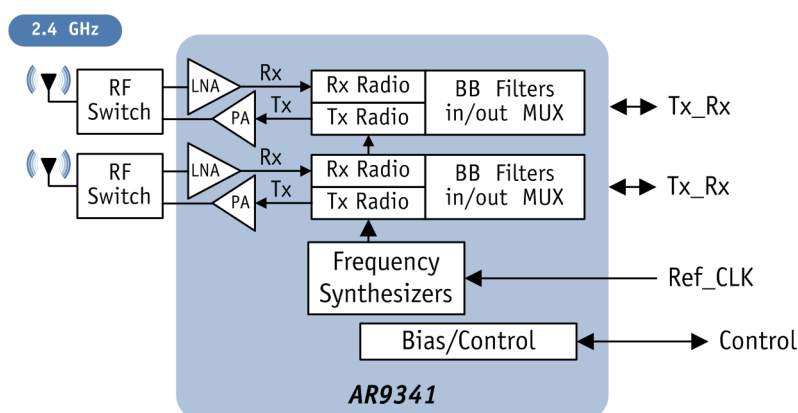 2.4 GHz
RF
Switch
LNA
PA
Rx
Tx
Rx Radio
Tx Radio
BB Filters
in/out MUX
Tx_Rx
RF
Switch
LNA
PA
Rx
Tx
Rx Radio
Tx Radio
BB Filters
in/out MUX
Tx_Rx
Frequency
Synthesizers
Ref_CLK
Bias/Control
Control
AR9341